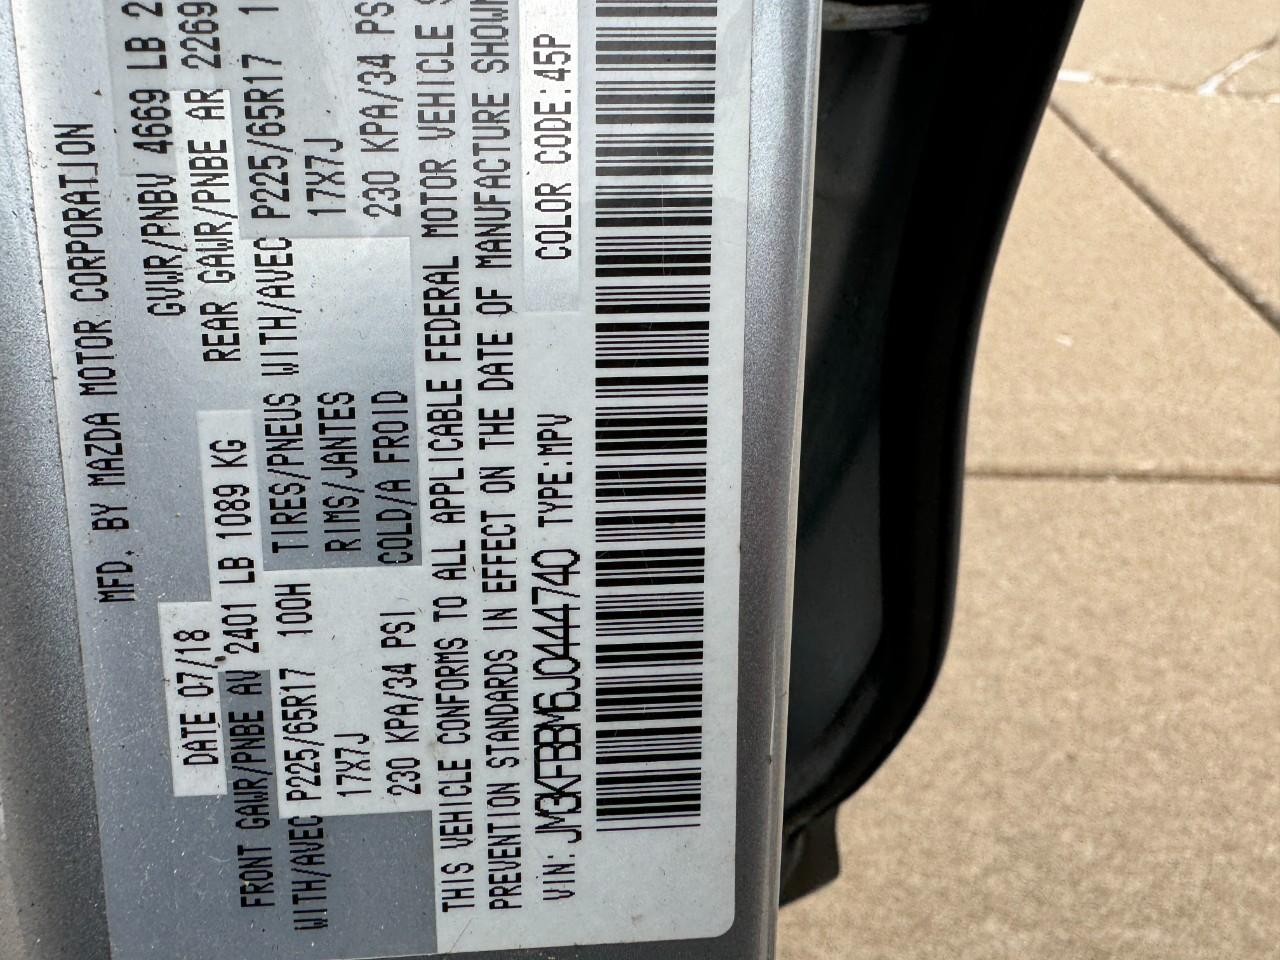 MFD. BY MAZDA MOTOR CORPORATION
DATE 07/18 GVWR/PNBV 4669 LB
FRONT GAWR/PNBE AV 2401 LB 1089 KG REAR GAWR/PNBE AR 2269
WITH/AVEC P225/65R17 100H TIRES/PNEUS WITH/AVEC P225/65R17
17X7J RIMS/JANTES 17X7J
230 KPA/34 PSI COLD/A FROID 230 KPA/34 PS
THIS VEHICLE CONFORMS TO ALL APPLICABLE FEDERAL MOTOR VEHICLE
PREVENTION STANDARDS IN EFFECT ON THE DATE OF MANUFACTURE SHOWN
VIN: JM3KFBBM6J0444740 TYPE:MPV COLOR CODE:45P